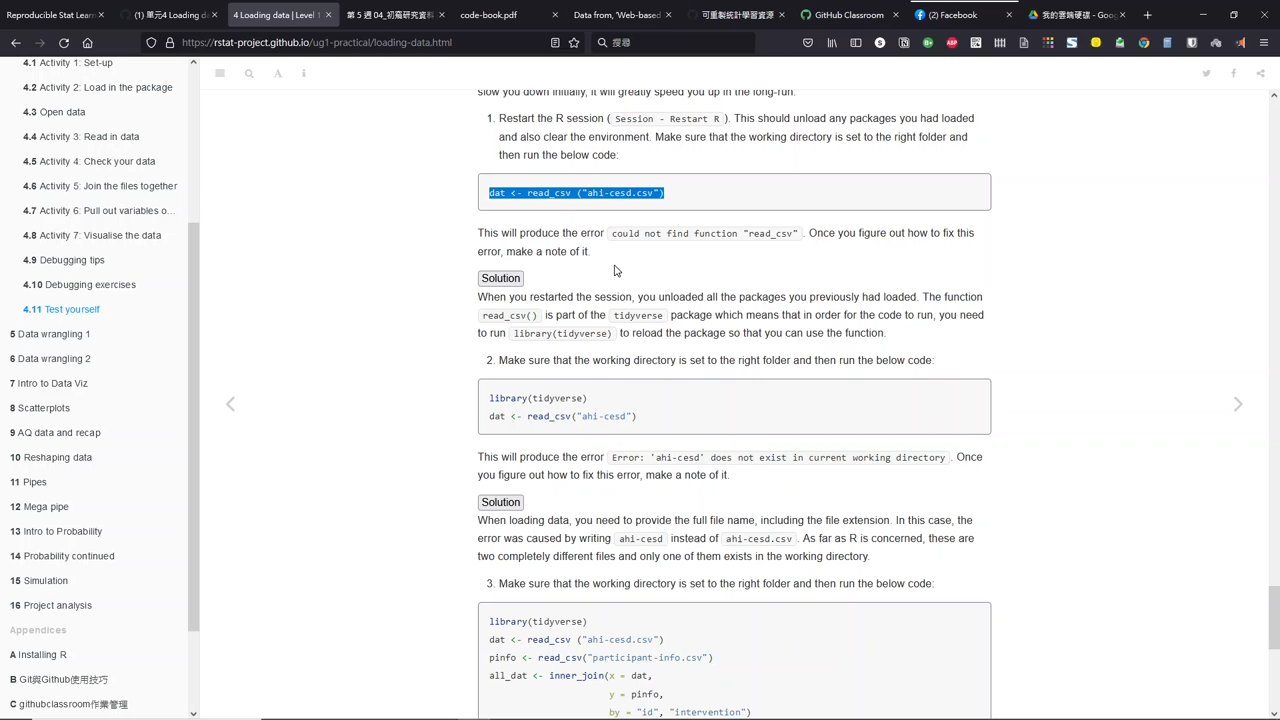 Reproducible Stat Learn
(1) 單元4 Loading da
4 Loading data | Level 1
第 5 週 04_初窺研究資料
code-Book.pdf
Data from, 'Web-based
可重製統計學習資源
GitHub Classroom
(2) Facebook
我的雲端硬碟 - Goog
https://rstat-project.github.io/ug1-practical/loading-data.html
搜尋
4.1 Activity 1: Set-up
4.2 Activity 2: Load in the package
4.3 Open data
4.4 Activity 3: Read in data
4.5 Activity 4: Check your data
4.6 Activity 5: Join the files together
4.7 Activity 6: Pull out variables o...
4.8 Activity 7: Visualise the data
4.9 Debugging tips
4.10 Debugging exercises
4.11 Test yourself
5 Data wrangling 1
6 Data wrangling 2
7 Intro to Data Viz
8 Scatterplots
9 AQ data and recap
10 Reshaping data
11 Pipes
12 Mega pipe
13 Intro to Probability
14 Probability continued
15 Simulation
16 Project analysis
Appendices
A Installing R
B Git與Github使用技巧
C githubclassroom作業管理
slow you down initially, it will greatly speed you up in the long-run.
1. Restart the R session ( Session - Restart R ). This should unload any packages you had loaded
and also clear the environment. Make sure that the working directory is set to the right folder and
then run the below code:
dat <- read_csv ("ahi-cesd.csv")
This will produce the error could not find function "read_csv" . Once you figure out how to fix this
error, make a note of it.
Solution
When you restarted the session, you unloaded all the packages you previously had loaded. The function
read_csv() is part of the tidyverse package which means that in order for the code to run, you need
to run library(tidyverse) to reload the package so that you can use the function.
2. Make sure that the working directory is set to the right folder and then run the below code:
library(tidyverse)
dat <- read_csv("ahi-cesd")
This will produce the error Error: 'ahi-cesd' does not exist in current working directory . Once
you figure out how to fix this error, make a note of it.
Solution
When loading data, you need to provide the full file name, including the file extension. In this case, the
error was caused by writing ahi-cesd instead of ahi-cesd.csv . As far as R is concerned, these are
two completely different files and only one of them exists in the working directory.
3. Make sure that the working directory is set to the right folder and then run the below code:
library(tidyverse)
dat <- read_csv ("ahi-cesd.csv")
pinfo <- read_csv("participant-info.csv")
all_dat <- inner_join(x = dat,
y = pinfo,
by = "id", "intervention")